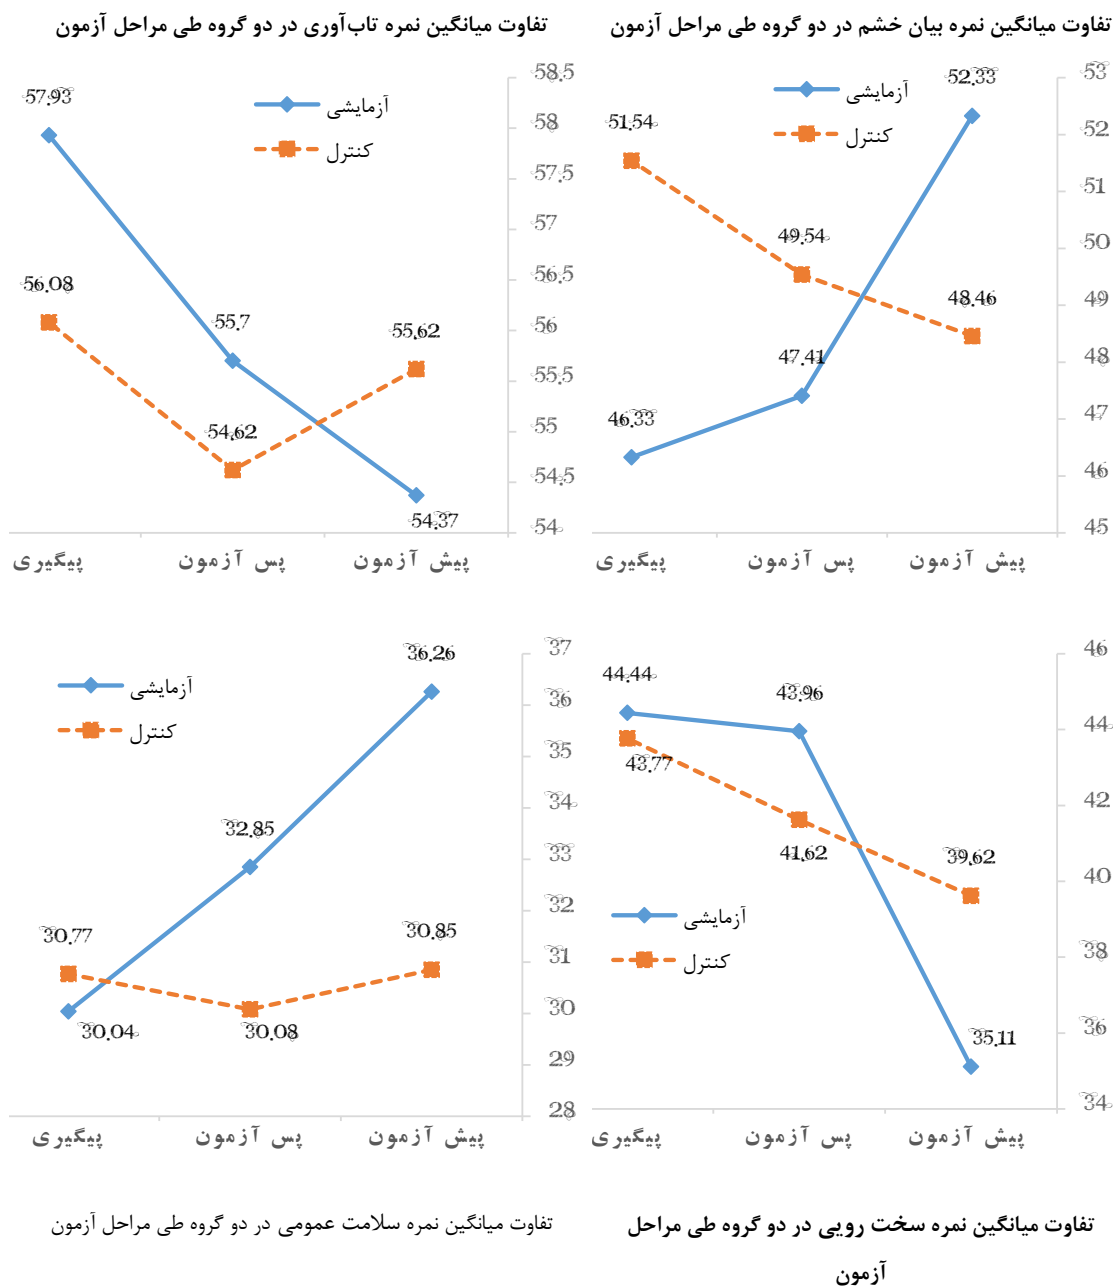 تفاوت میانگین نمره بیان خشم در دو گروه طی مراحل آزمون
53
52
51
50
49
48
47
46
45
آزمایشی
کنترل
52.33
47.41
46.33
48.46
49.54
51.54
پیش آزمون
پس آزمون
پیگیری
تفاوت میانگین نمره تاب‌آوری در دو گروه طی مراحل آزمون
58.5
58
57.5
57
56.5
56
55.5
55
54.5
54
آزمایشی
کنترل
54.37
55.7
57.93
55.62
54.62
56.08
پیش آزمون
پس آزمون
پیگیری
46
44
42
40
38
36
34
آزمایشی
کنترل
35.11
43.96
44.44
39.62
41.62
43.77
پیش آزمون
پس آزمون
پیگیری
تفاوت میانگین نمره سخت رویی در دو گروه طی مراحل
آزمون
37
36
35
34
33
32
31
30
29
28
آزمایشی
کنترل
36.26
32.85
30.04
30.85
30.08
30.77
پیش آزمون
پس آزمون
پیگیری
تفاوت میانگین نمره سلامت عمومی در دو گروه طی مراحل آزمون